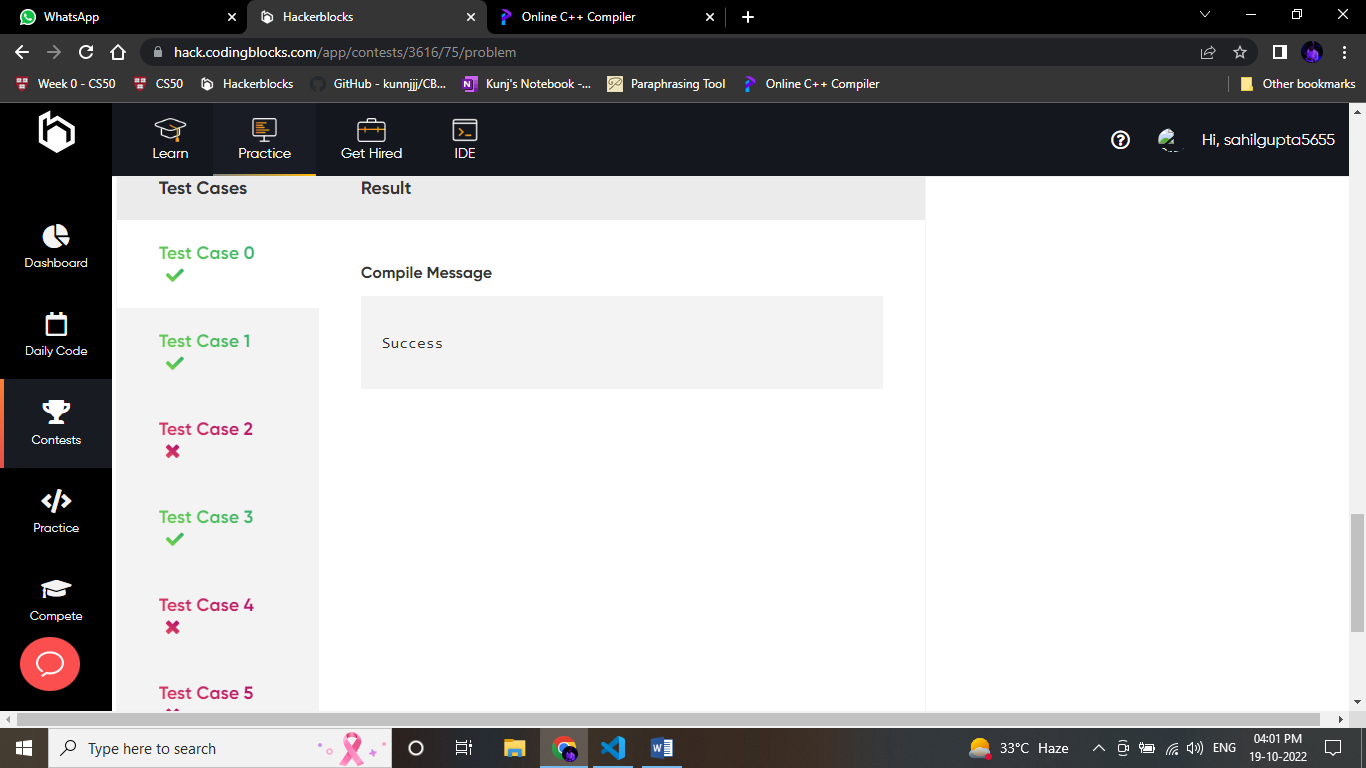 WhatsApp
Hackerblocks
Online C++ Compiler
hack.codingblocks.com/app/contests/3616/75/problem
Week 0 - CS50
CS50
Hackerblocks
GitHub - kunnjjj/CB...
Kunj's Notebook -...
Paraphrasing Tool
Online C++ Compiler
Other bookmarks
Learn
Practice
Get Hired
IDE
Hi, sahilgupta5655
Dashboard
Daily Code
Contests
Practice
Compete
Test Cases
Result
Test Case 0
Test Case 1
Test Case 2
Test Case 3
Test Case 4
Test Case 5
Compile Message
Success
Type here to search
33°C Haze
ENG
04:01 PM
19-10-2022